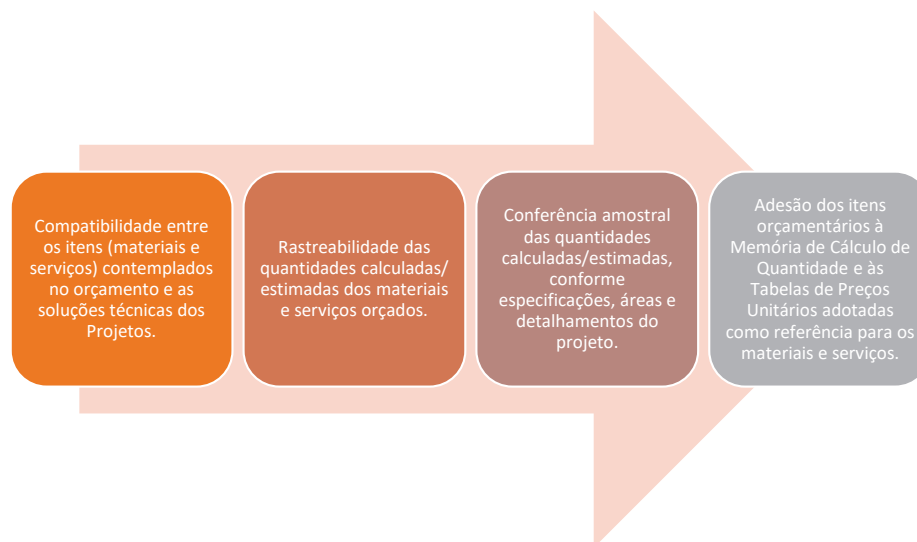 Compatibilidade entre
os itens (materiais e
serviços) contemplados
no orçamento e as
soluções técnicas dos
Projetos.
Rastreabilidade das
quantidades calculadas/
estimadas dos materiais
e serviços orçados.
Conferência amostral
das quantidades
calculadas/estimadas,
conforme
especificações, áreas e
detalhamentos do
projeto.
Adesão dos itens
orçamentários à
Memória de Cálculo de
Quantidade e às
Tabelas de Preços
Unitários adotadas
como referência para os
materiais e serviços.